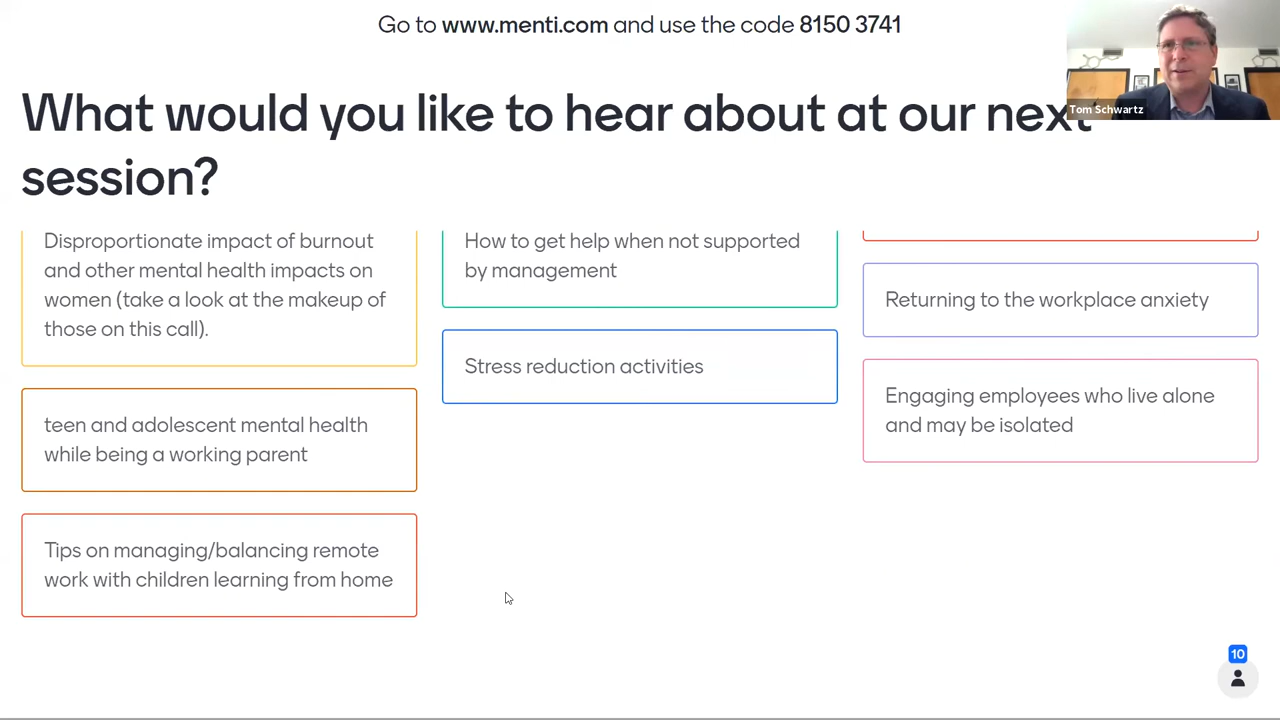 Go to www.menti.com and use the code 8150 3741
Tom Schwartz
What would you like to hear about at our next
session?
Disproportionate impact of burnout
and other mental health impacts on
women (take a look at the makeup of
those on this call).
teen and adolescent mental health
while being a working parent
Tips on managing/balancing remote
work with children learning from home
How to get help when not supported
by management
Stress reduction activities
Returning to the workplace anxiety
Engaging employees who live alone
and may be isolated
10